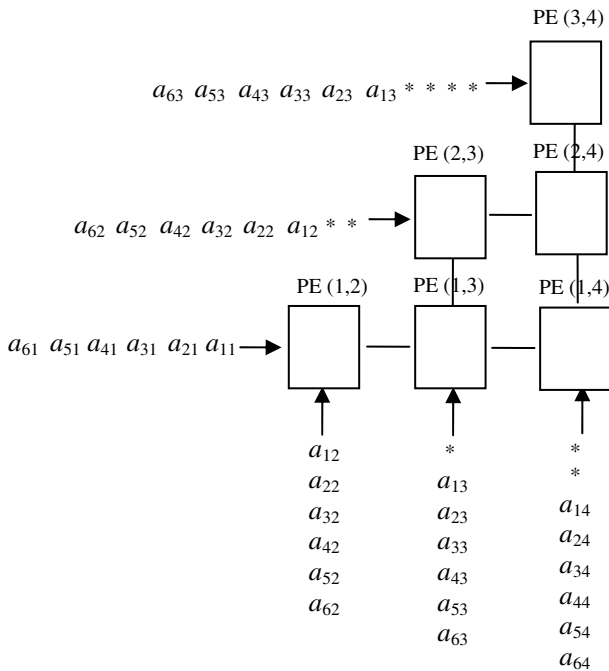 PE (3,4)
a63 a53 a43 a33 a23 a13 * * * *
PE (2,3) PE (2,4)
a62 a52 a42 a32 a22 a12 * *
PE (1,2) PE (1,3) PE (1,4)
a61 a51 a41 a31 a21 a11
a12 * *
a22 a13 *
a32 a23 a14
a42 a33 a24
a52 a43 a34
a62 a53 a44
a63 a54
a64